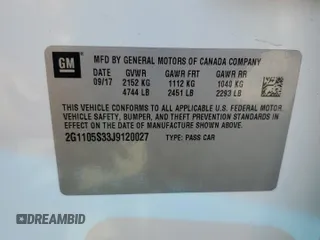 GM
MFD BY GENERAL MOTORS OF CANADA COMPANY
DATE GVWR GAWR FRT GAWR RR
09/17 2152 KG 1112 KG 1040 KG
4744 LB 2451 LB 2293 LB
THIS VEHICLE CONFORMS TO ALL APPLICABLE U.S. FEDERAL MOTOR
VEHICLE SAFETY, BUMPER, AND THEFT PREVENTION STANDARDS IN
EFFECT ON THE DATE OF MANUFACTURE SHOWN ABOVE.
2G1105S33J9120027 TYPE: PASS CAR
DREAMBID